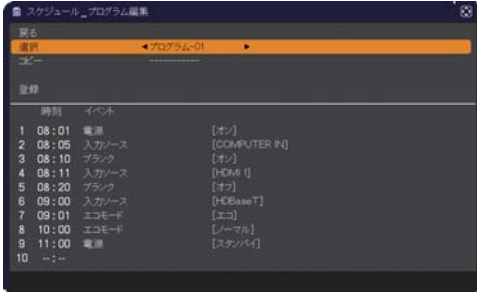 スケジュール_プログラム編集
戻る
選択 ◀プログラム-01 ▶
コピー -----------
登録
時刻 イベント
1 08:01 電源 [オン]
2 08:05 入力ソース [COMPUTER IN]
3 08:10 ブランク [オン]
4 08:11 入力ソース [HDMI 1]
5 08:20 ブランク [オフ]
6 09:00 入力ソース [HDBaseT]
7 09:01 エコモード [エコ]
8 10:00 エコモード [ノーマル]
9 11:00 電源 [スタンバイ]
10 --:--